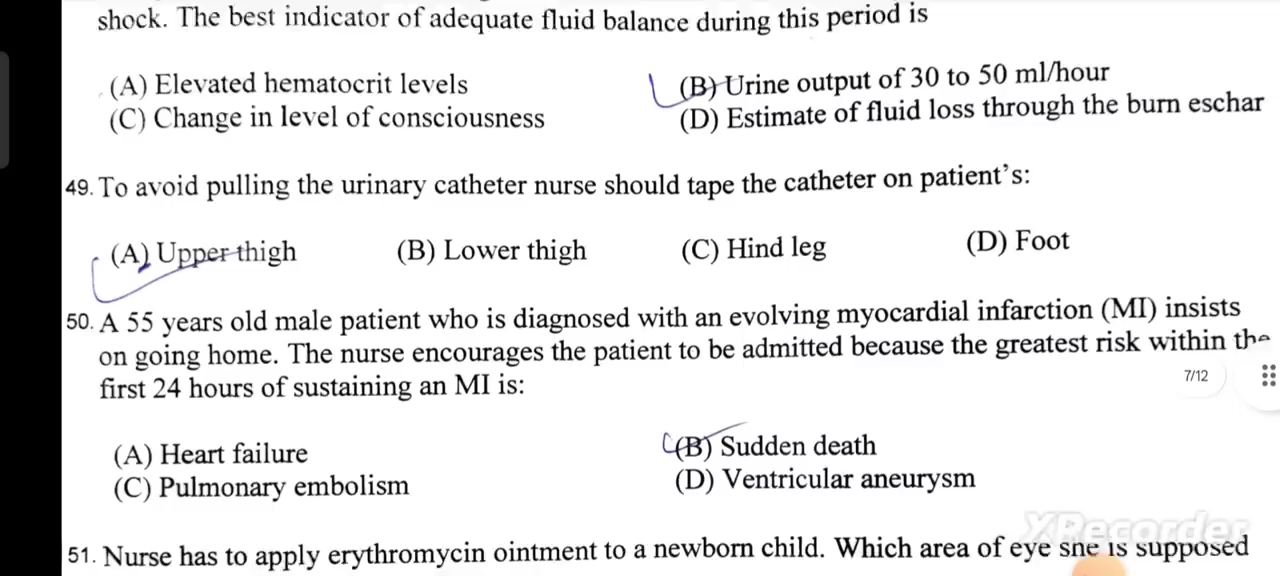 shock. The best indicator of adequate fluid balance during this period is
(A) Elevated hematocrit levels (B) Urine output of 30 to 50 ml/hour
(C) Change in level of consciousness (D) Estimate of fluid loss through the burn eschar
49. To avoid pulling the urinary catheter nurse should tape the catheter on patient's:
(A) Upper thigh (B) Lower thigh (C) Hind leg (D) Foot
50. A 55 years old male patient who is diagnosed with an evolving myocardial infarction (MI) insists
on going home. The nurse encourages the patient to be admitted because the greatest risk within the
first 24 hours of sustaining an MI is:
7/12
(A) Heart failure (B) Sudden death
(C) Pulmonary embolism (D) Ventricular aneurysm
XRecorder
51. Nurse has to apply erythromycin ointment to a newborn child. Which area of eye she is supposed